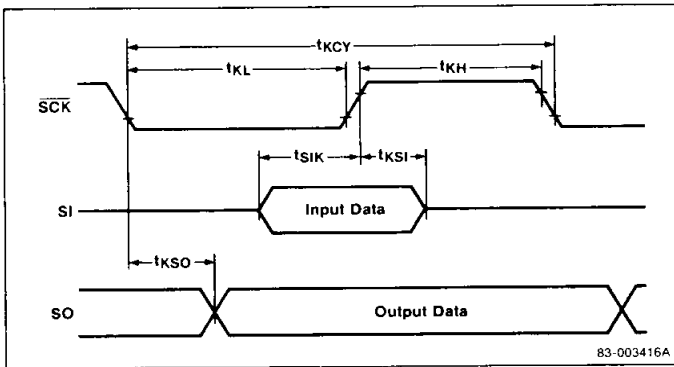 tKCY
tKL
tKH
SCK
tSIK
tKSI
SI
Input Data
tKSO
SO
Output Data
83-003416A